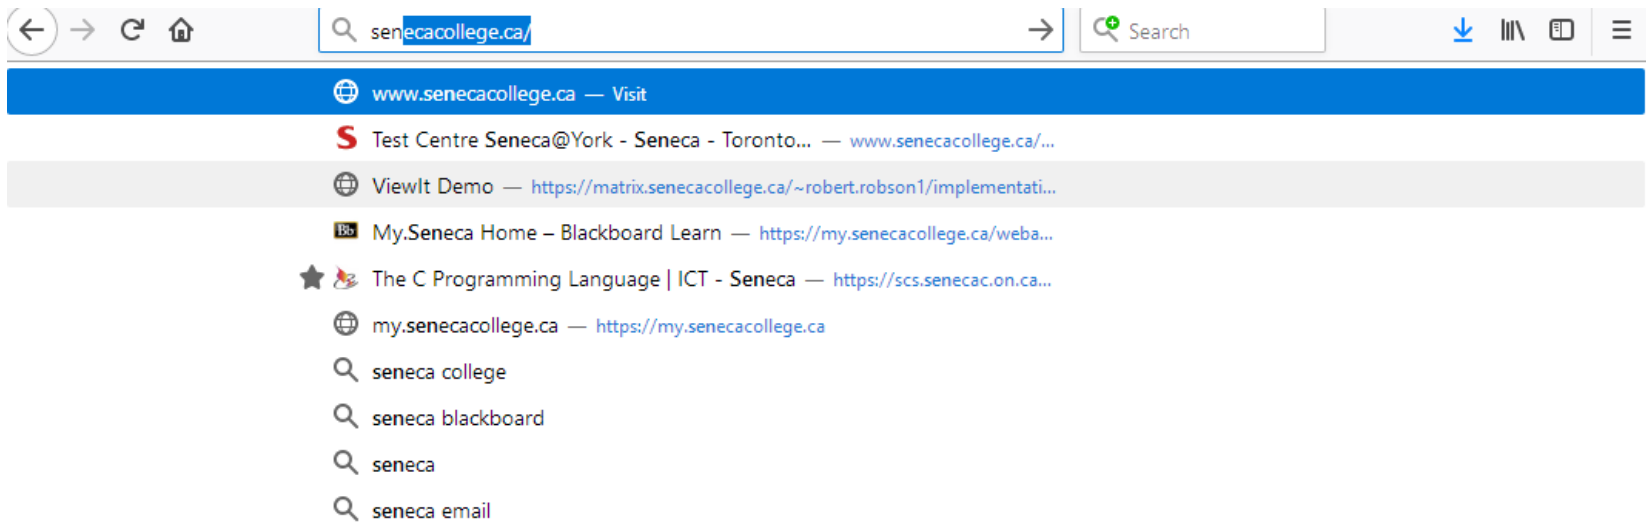 senecacollege.ca/
Search
www.senecacollege.ca — Visit
S Test Centre Seneca@York - Seneca - Toronto... — www.senecacollege.ca/...
ViewIt Demo — https://matrix.senecacollege.ca/~robert.robson1/implementati...
Bb My.Seneca Home – Blackboard Learn — https://my.senecacollege.ca/weba...
The C Programming Language | ICT - Seneca — https://scs.senecac.on.ca...
my.senecacollege.ca — https://my.senecacollege.ca
seneca college
seneca blackboard
seneca
seneca email